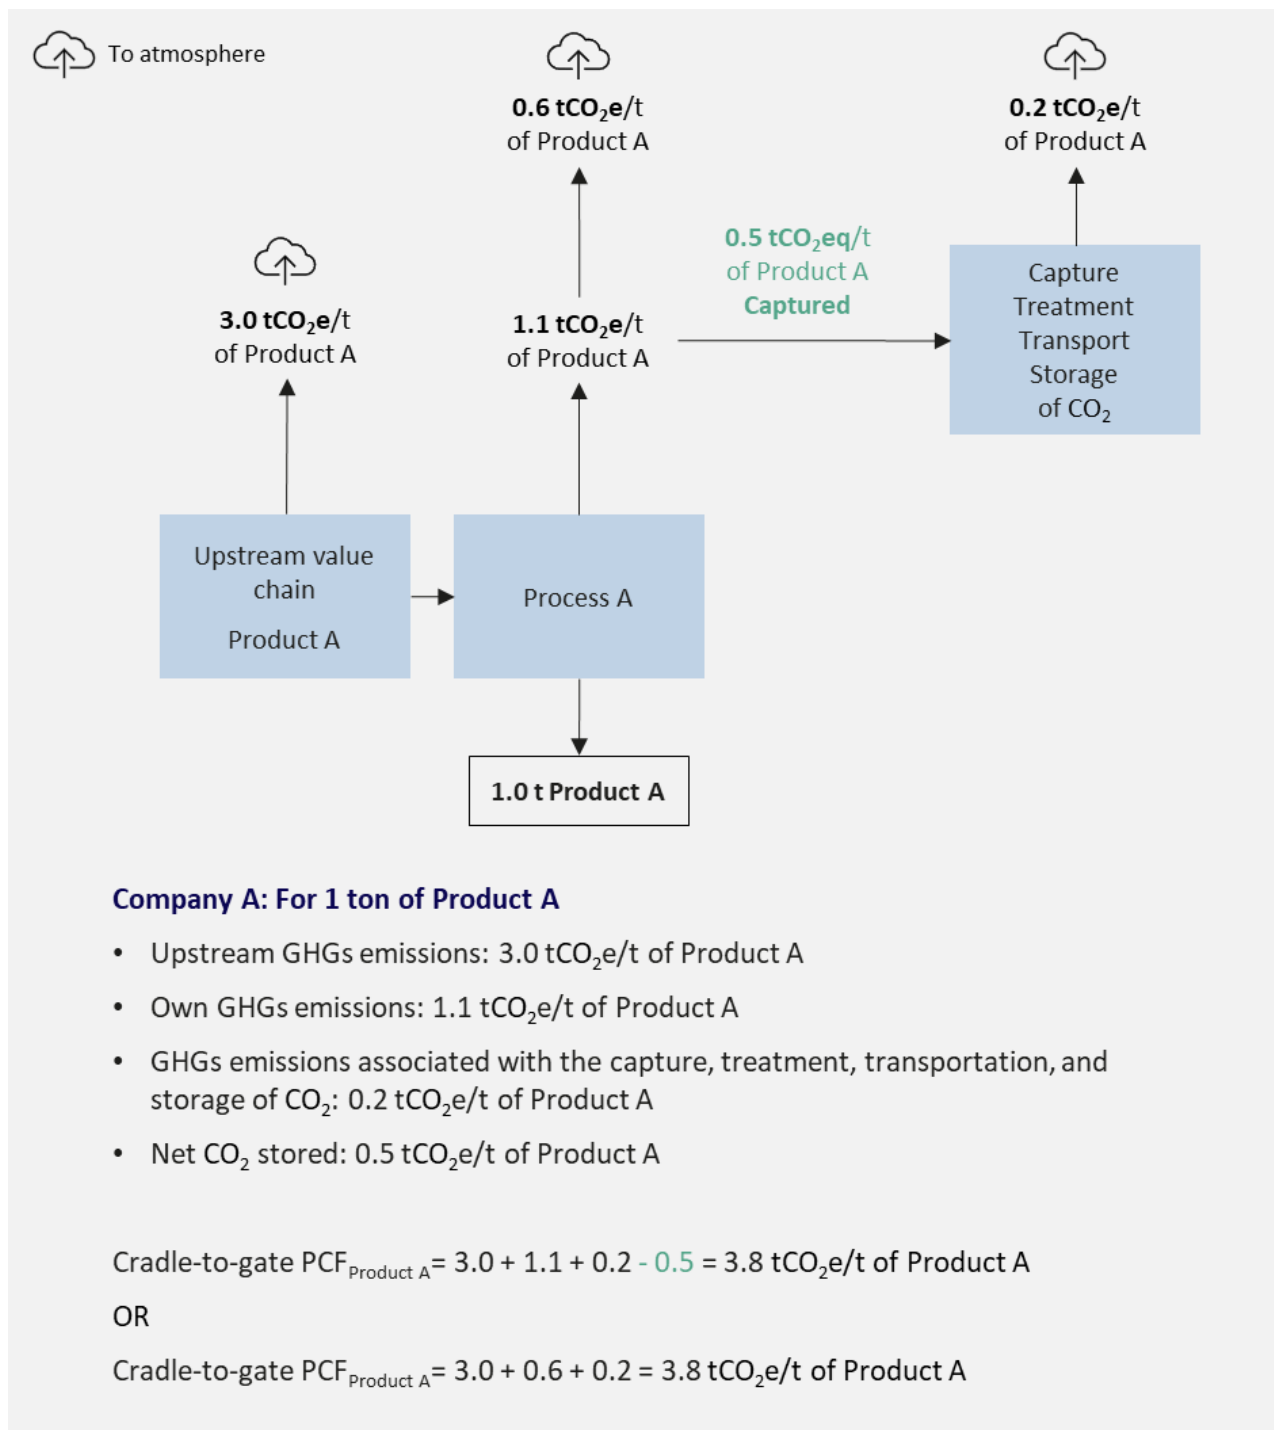 To atmosphere
0.6 tCO₂e/t
of Product A
0.2 tCO₂e/t
of Product A
0.5 tCO₂eq/t
of Product A
Captured
Capture
Treatment
Transport
Storage
of CO₂
3.0 tCO₂e/t
of Product A
1.1 tCO₂e/t
of Product A
Upstream value
chain
Product A
Process A
1.0 t Product A
Company A: For 1 ton of Product A
• Upstream GHGs emissions: 3.0 tCO₂e/t of Product A
• Own GHGs emissions: 1.1 tCO₂e/t of Product A
• GHGs emissions associated with the capture, treatment, transportation, and
storage of CO₂: 0.2 tCO₂e/t of Product A
• Net CO₂ stored: 0.5 tCO₂e/t of Product A
Cradle-to-gate PCF Product A= 3.0 + 1.1 + 0.2 - 0.5 = 3.8 tCO₂e/t of Product A
OR
Cradle-to-gate PCF Product A= 3.0 + 0.6 + 0.2 = 3.8 tCO₂e/t of Product A